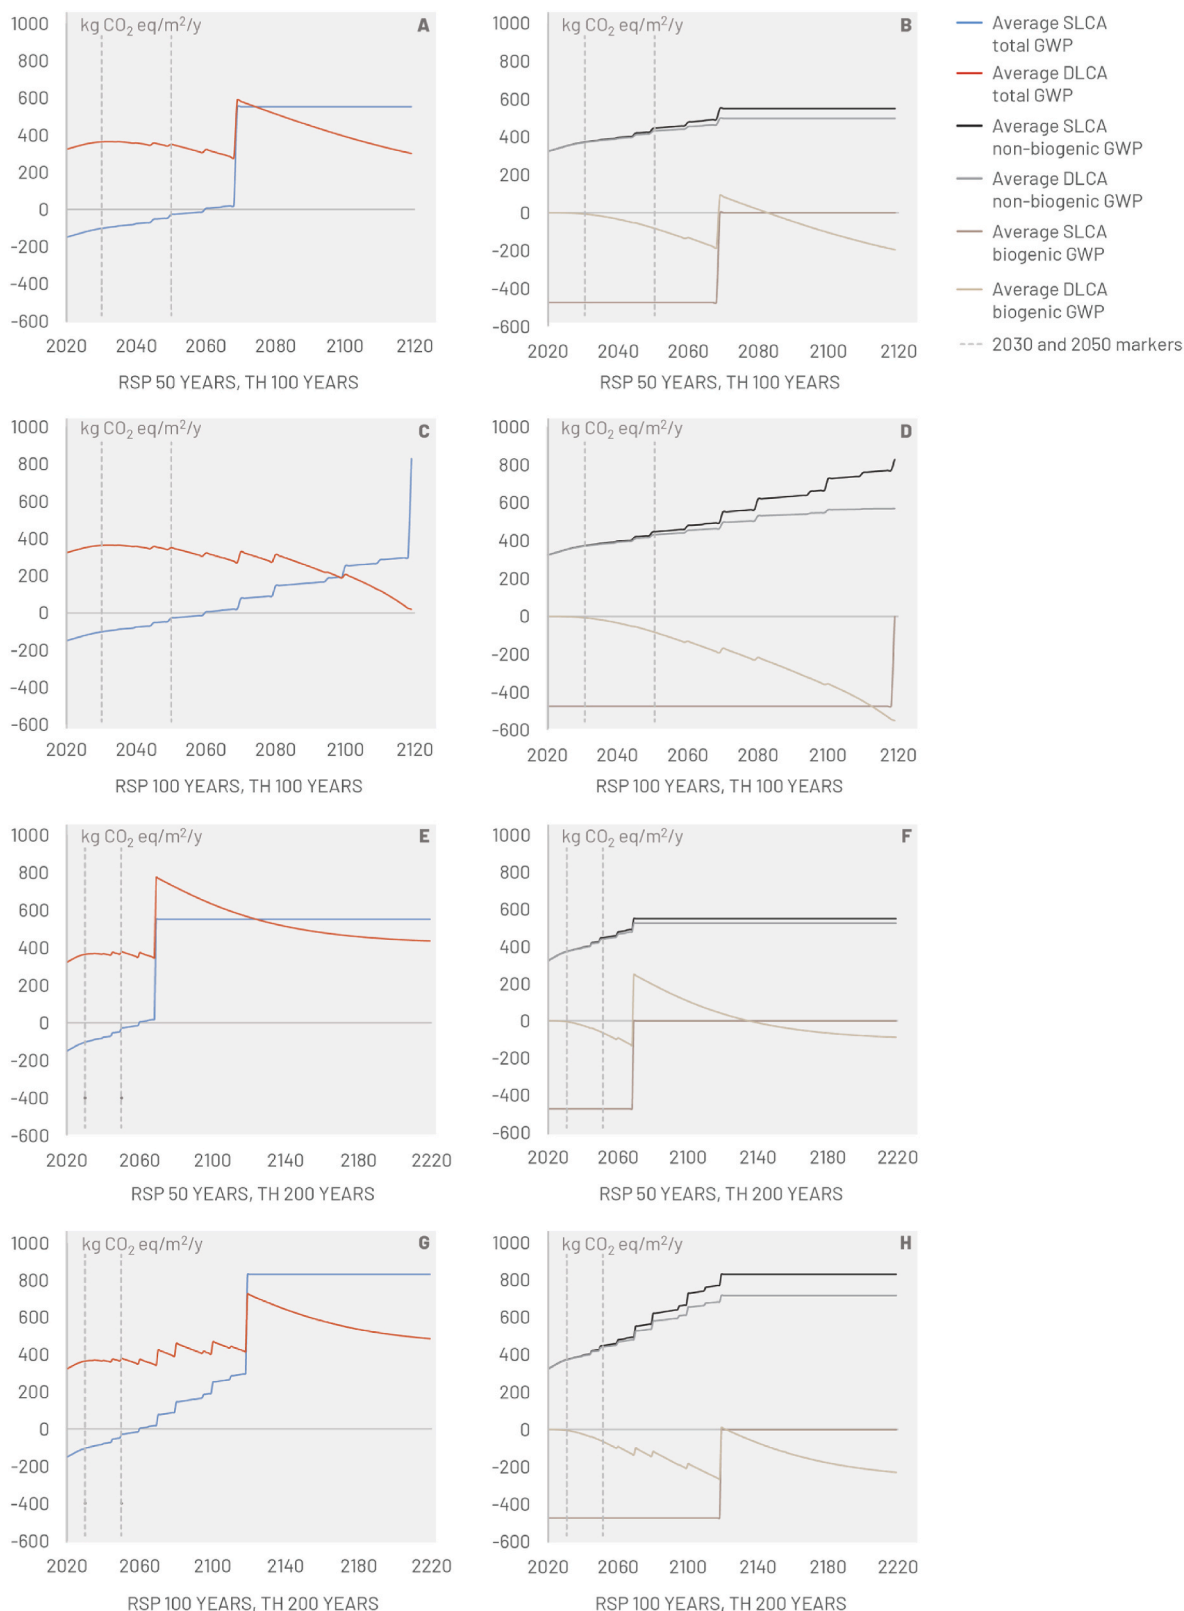 kg CO2 eq/m²/y
A
1000
800
600
400
200
0
-200
-400
-600
2020 2040 2060 2080 2100 2120
RSP 50 YEARS, TH 100 YEARS
kg CO2 eq/m²/y
B
1000
800
600
400
200
0
-200
-400
-600
2020 2040 2060 2080 2100 2120
RSP 50 YEARS, TH 100 YEARS
Average SLCA
total GWP
Average DLCA
total GWP
Average SLCA
non-biogenic GWP
Average DLCA
non-biogenic GWP
Average SLCA
biogenic GWP
Average DLCA
biogenic GWP
2030 and 2050 markers
kg CO2 eq/m²/y
C
1000
800
600
400
200
0
-200
-400
-600
2020 2040 2060 2080 2100 2120
RSP 100 YEARS, TH 100 YEARS
kg CO2 eq/m²/y
D
1000
800
600
400
200
0
-200
-400
-600
2020 2040 2060 2080 2100 2120
RSP 100 YEARS, TH 100 YEARS
kg CO2 eq/m²/y
E
1000
800
600
400
200
0
-200
-400
-600
2020 2060 2100 2140 2180 2220
RSP 50 YEARS, TH 200 YEARS
kg CO2 eq/m²/y
F
1000
800
600
400
200
0
-200
-400
-600
2020 2060 2100 2140 2180 2220
RSP 50 YEARS, TH 200 YEARS
kg CO2 eq/m²/y
G
1000
800
600
400
200
0
-200
-400
-600
2020 2060 2100 2140 2180 2220
RSP 100 YEARS, TH 200 YEARS
kg CO2 eq/m²/y
H
1000
800
600
400
200
0
-200
-400
-600
2020 2060 2100 2140 2180 2220
RSP 100 YEARS, TH 200 YEARS